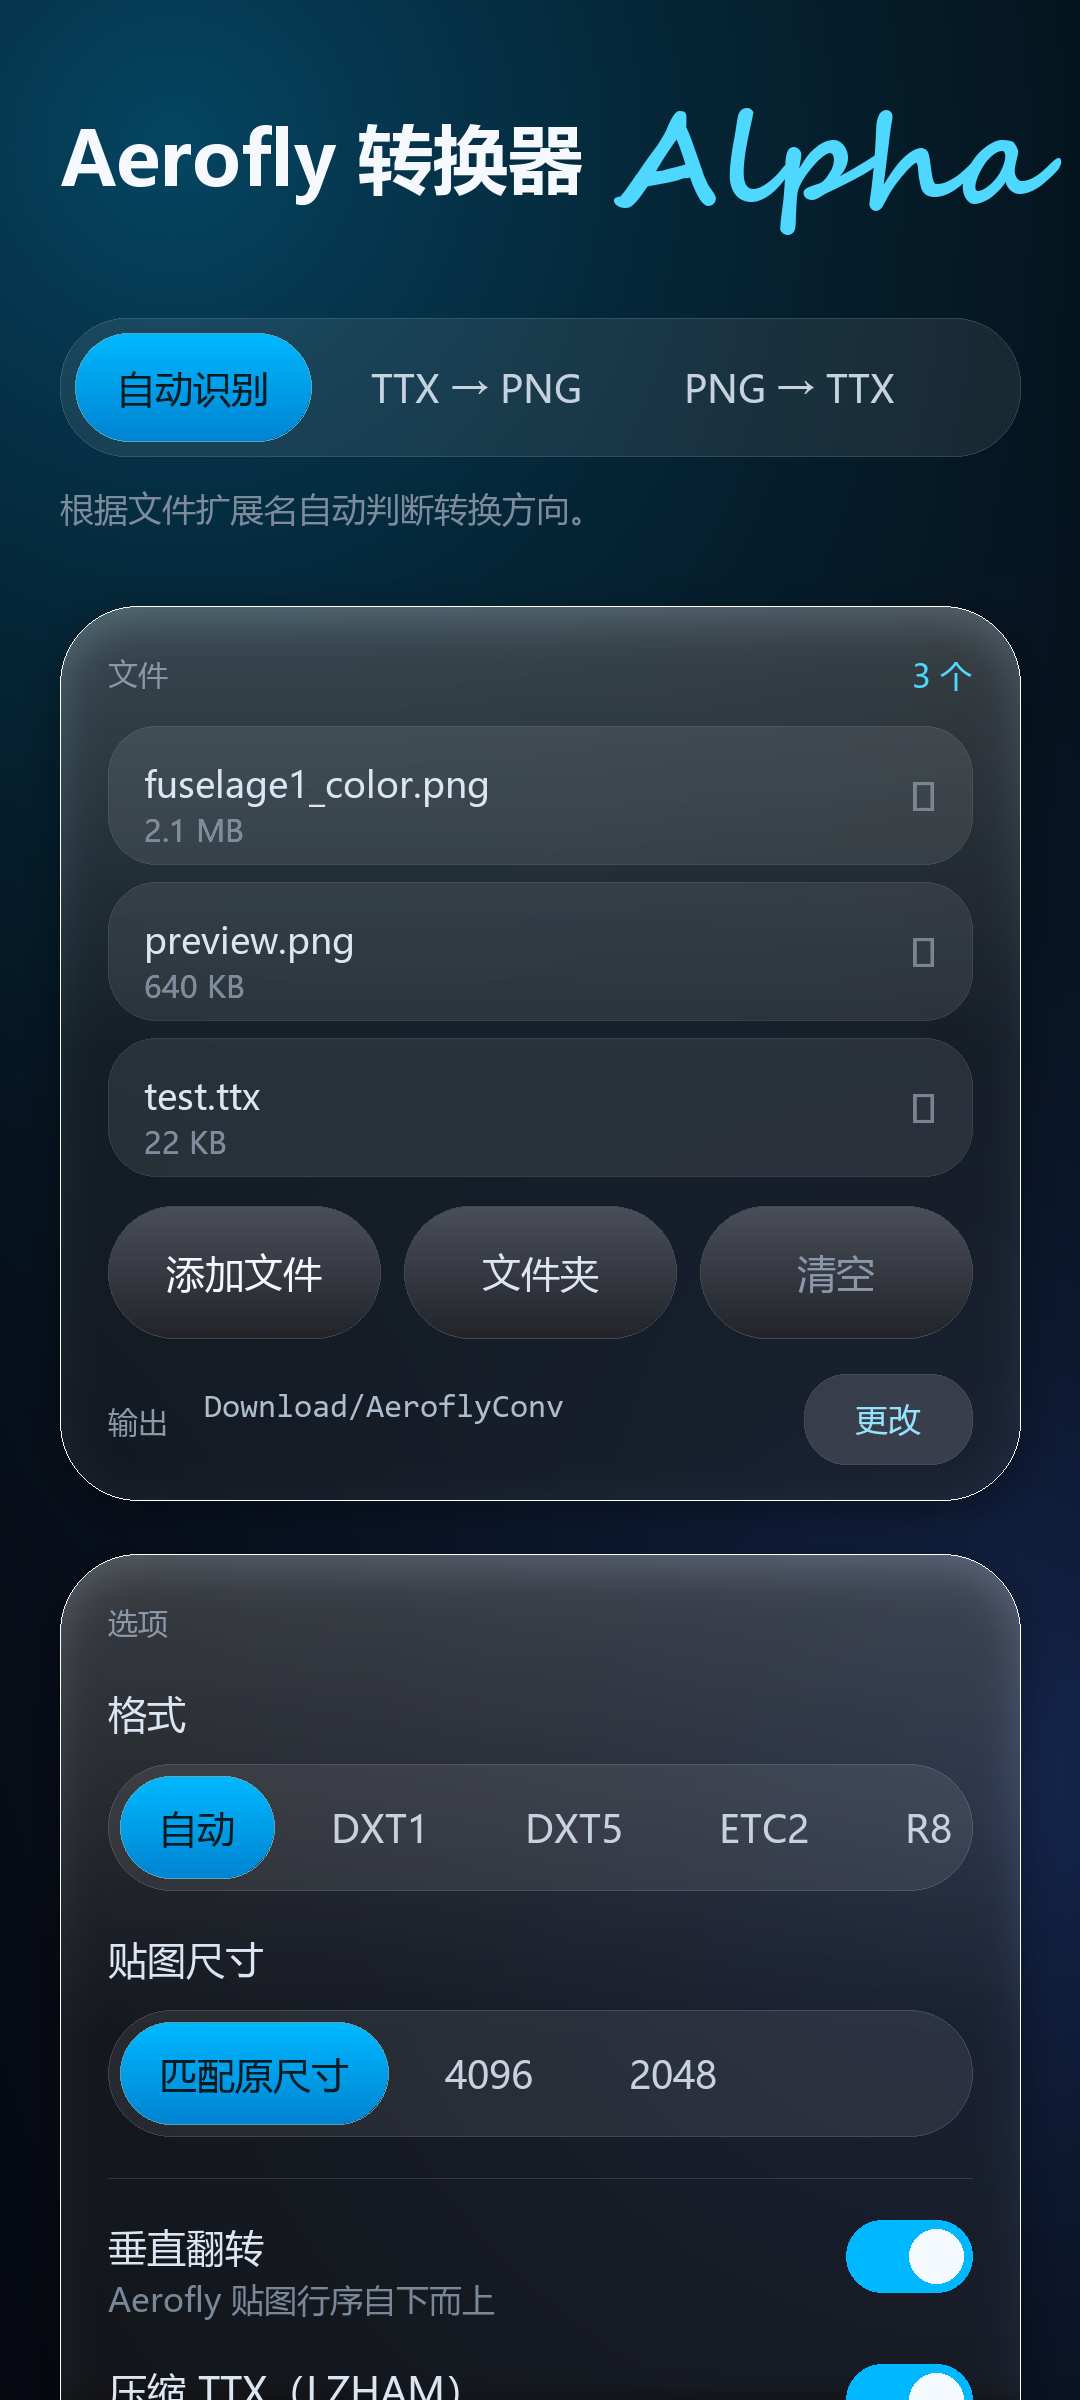 Aerofly 转换器 Alpha
自动识别 TTX → PNG PNG → TTX
根据文件扩展名自动判断转换方向。
文件 3 个
fuselage1_color.png
2.1 MB
preview.png
640 KB
test.ttx
22 KB
添加文件 文件夹 清空
输出 Download/AeroflyConv 更改
选项
格式
自动 DXT1 DXT5 ETC2 R8
贴图尺寸
匹配原尺寸 4096 2048
垂直翻转
Aerofly 贴图行序自下而上
压缩 TTX（LZHAM）